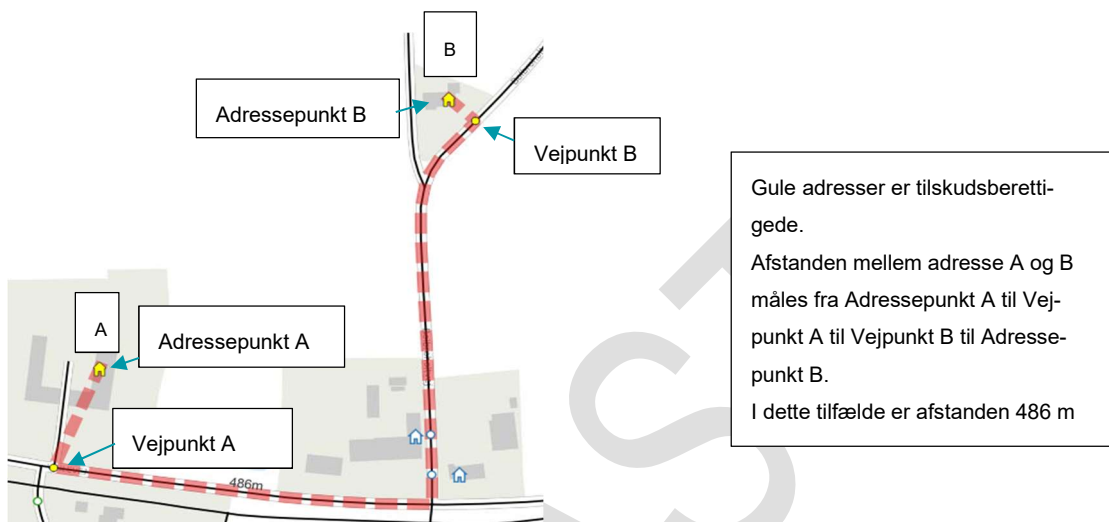 B
Adressepunkt B
Vejpunkt B
Gule adresser er tilskudsberetti-
gede.
Afstanden mellem adresse A og B
måles fra Adressepunkt A til Vej-
punkt A til Vejpunkt B til Adresse-
punkt B.
I dette tilfælde er afstanden 486 m
A
Adressepunkt A
Vejpunkt A
486m